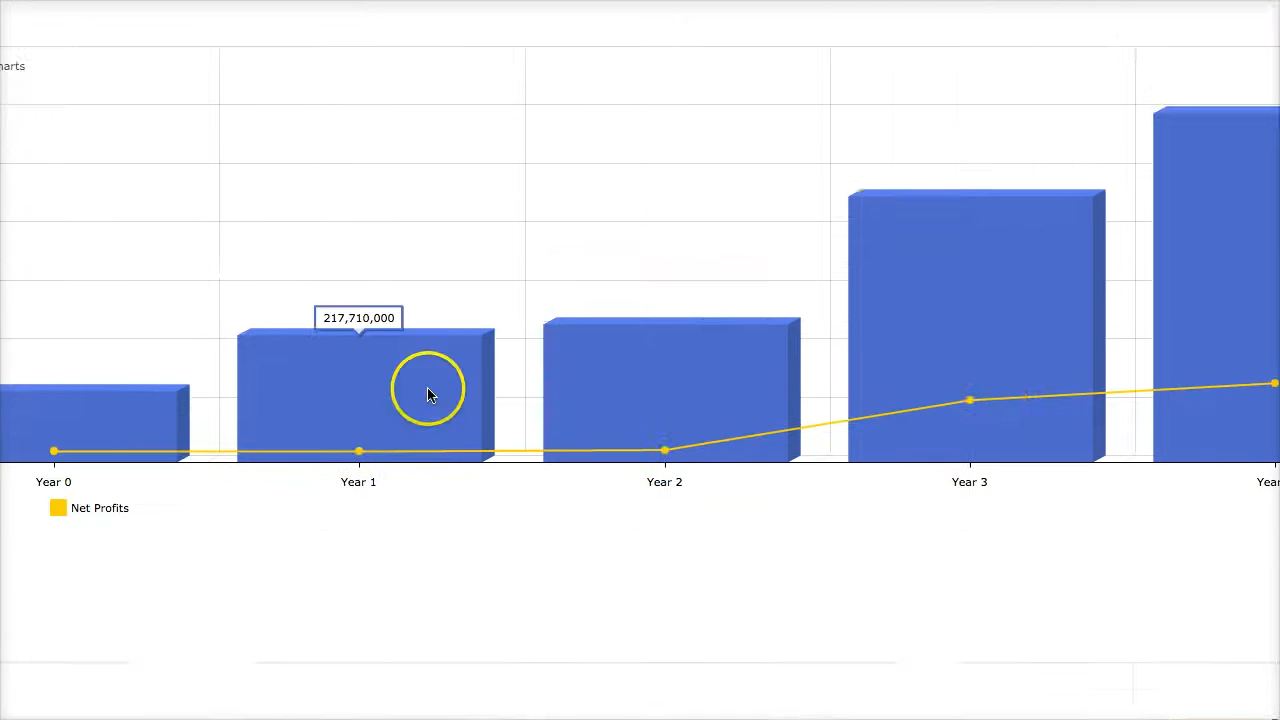 harts
217,710,000
Year 0
Year 1
Year 2
Year 3
Year
Net Profits